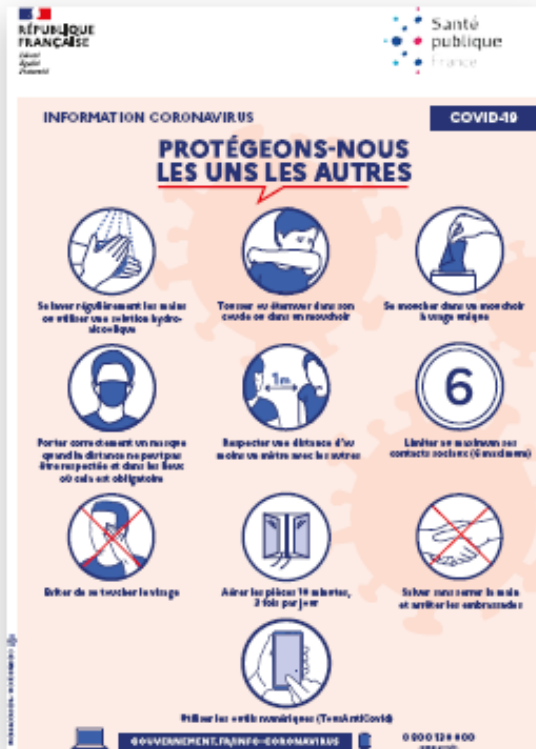 RÉPUBLIQUE
FRANÇAISE
Liberté
Égalité
Fraternité
Santé
publique
France
INFORMATION CORONAVIRUS
COVID-19
PROTÉGEONS-NOUS
LES UNS LES AUTRES
Se laver régulièrement les mains
ou utiliser une solution hydro-
alcoolique
Tousser ou éternuer dans son
coude ou dans un mouchoir
Se moucher dans un mouchoir
à usage unique
1m
6
Porter correctement un masque
quand la distance ne peut pas
être respectée et dans les lieux
où cela est obligatoire
Respecter une distance d'au
moins un mètre avec les autres
Limiter au maximum ses
contacts sociaux (6 maximum)
Eviter de se toucher le visage
Aérer les pièces 10 minutes,
3 fois par jour
Saluer sans serrer la main
et arrêter les embrassades
Utiliser les outils numériques (TousAntiCovid)
GOUVERNEMENT.FR/INFO-CORONAVIRUS
0 800 130 000